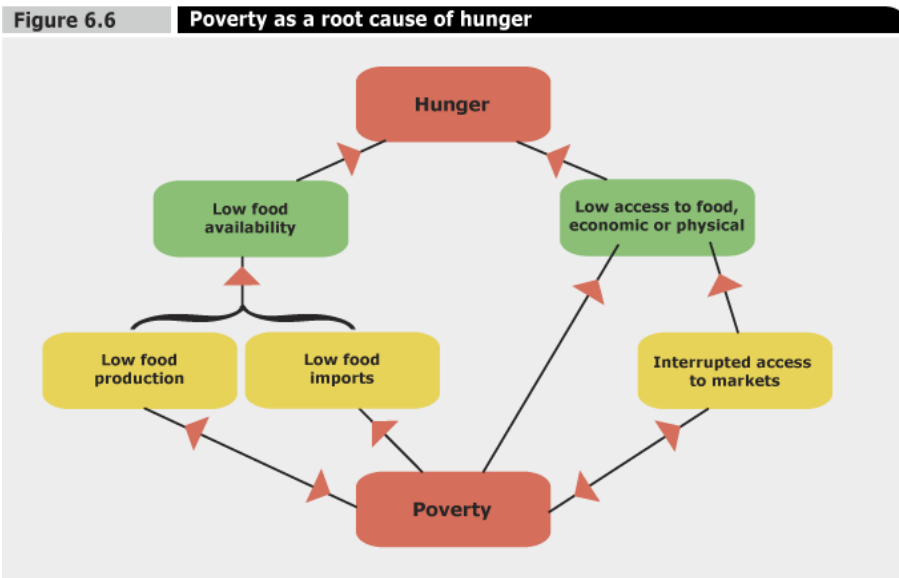 Figure 6.6
Poverty as a root cause of hunger
Hunger
Low food
availability
Low access to food,
economic or physical
Low food
production
Low food
imports
Interrupted access
to markets
Poverty